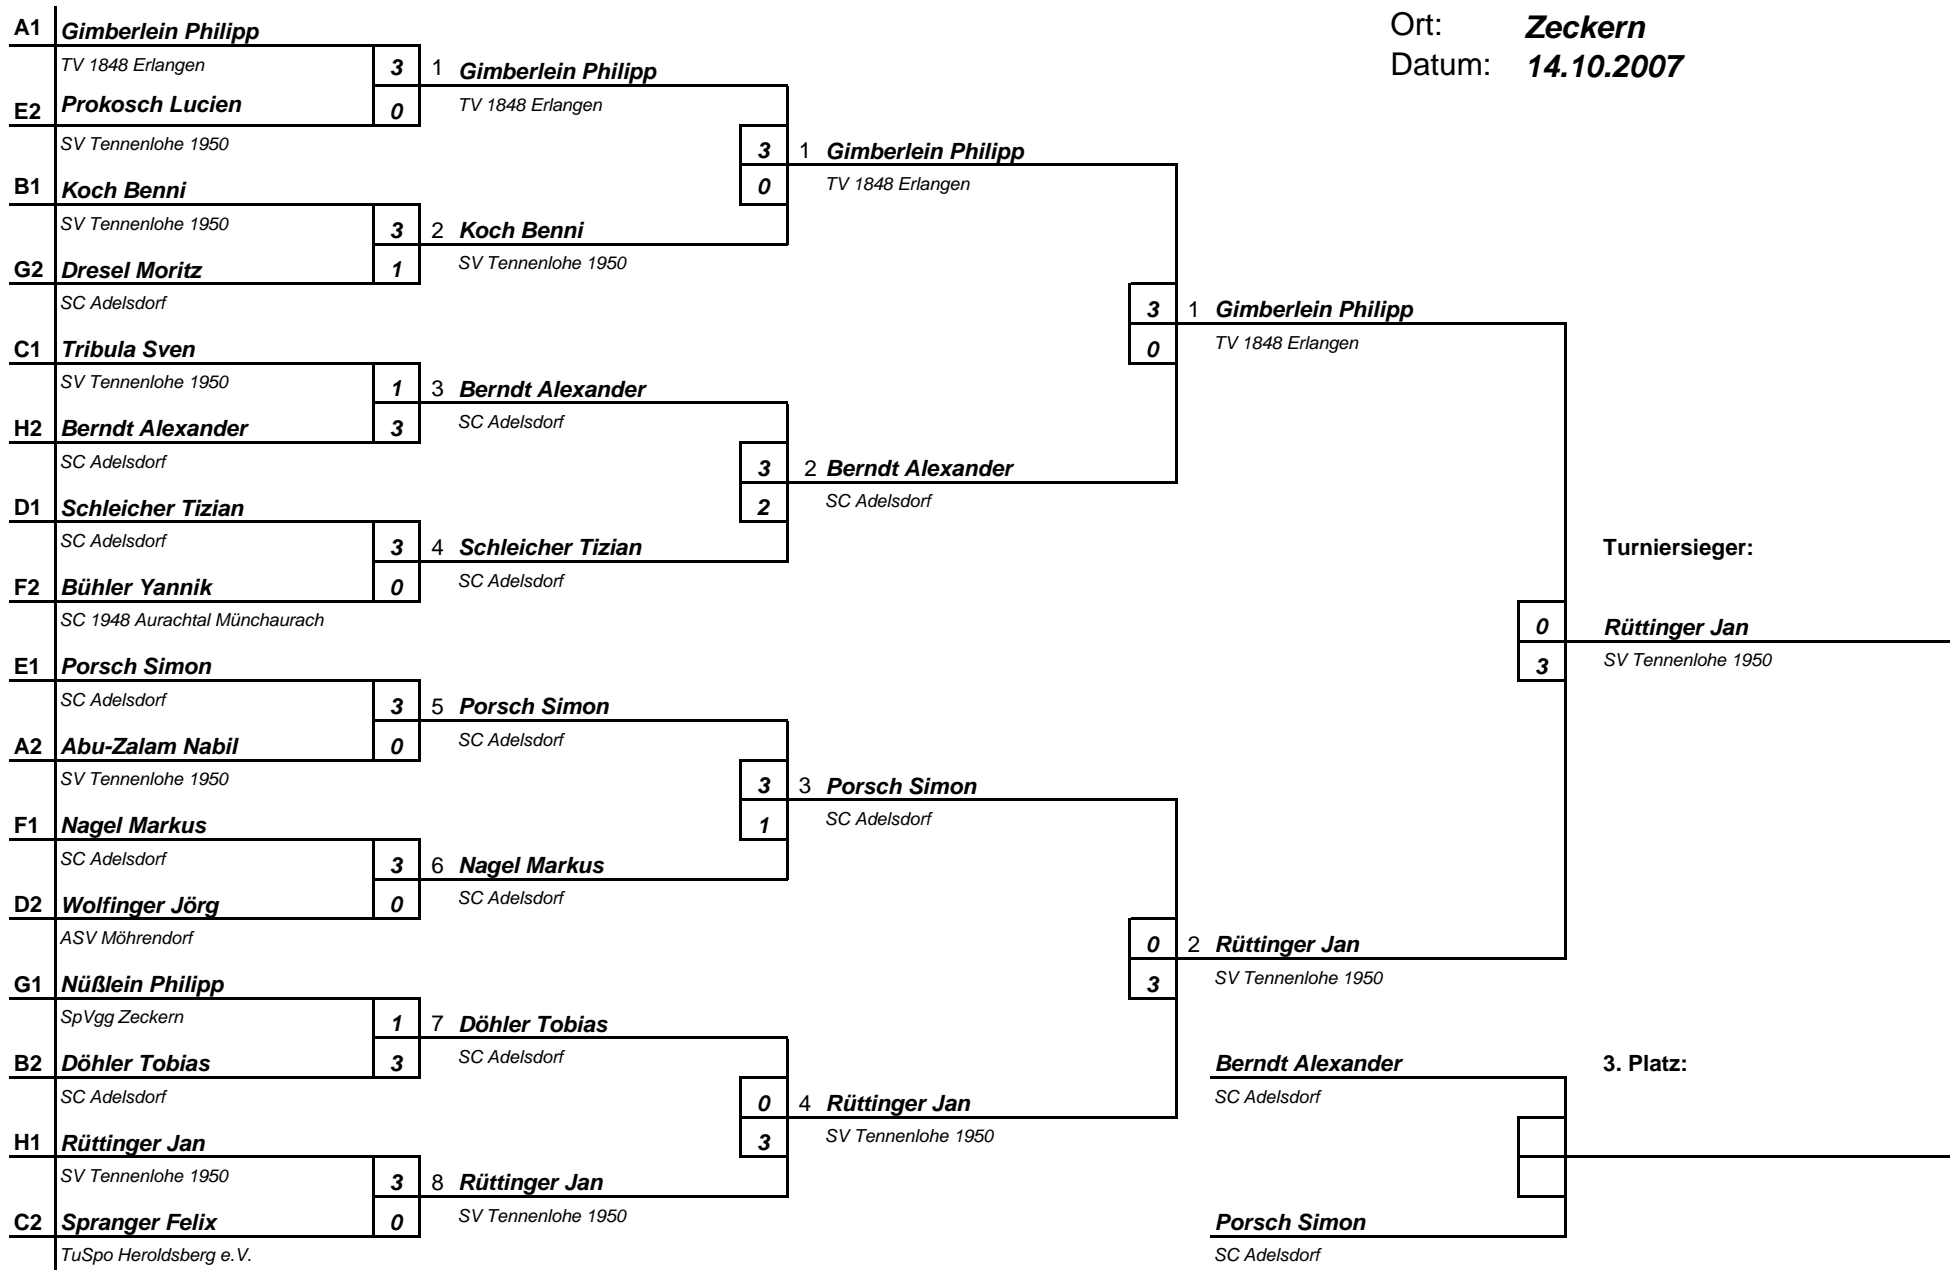 Ort: Zeckern
Datum: 14.10.2007
A1 Gimberlein Philipp
TV 1848 Erlangen
3
E2 Prokosch Lucien
0
SV Tennenlohe 1950
B1 Koch Benni
SV Tennenlohe 1950
3
G2 Dresel Moritz
1
SC Adelsdorf
C1 Tribula Sven
SV Tennenlohe 1950
1
H2 Berndt Alexander
3
SC Adelsdorf
D1 Schleicher Tizian
SC Adelsdorf
3
F2 Bühler Yannik
0
SC 1948 Aurachtal Münchaurach
E1 Porsch Simon
SC Adelsdorf
3
A2 Abu-Zalam Nabil
0
SV Tennenlohe 1950
F1 Nagel Markus
SC Adelsdorf
3
D2 Wolfinger Jörg
0
ASV Möhrendorf
G1 Nüßlein Philipp
SpVgg Zeckern
1
B2 Döhler Tobias
3
SC Adelsdorf
H1 Rüttinger Jan
SV Tennenlohe 1950
3
C2 Spranger Felix
0
TuSpo Heroldsberg e.V.
1 Gimberlein Philipp
TV 1848 Erlangen
3
0
2 Koch Benni
SV Tennenlohe 1950
3 Berndt Alexander
SC Adelsdorf
3
2
4 Schleicher Tizian
SC Adelsdorf
5 Porsch Simon
SC Adelsdorf
3
1
6 Nagel Markus
SC Adelsdorf
7 Döhler Tobias
SC Adelsdorf
0
3
8 Rüttinger Jan
SV Tennenlohe 1950
1 Gimberlein Philipp
TV 1848 Erlangen
3
0
2 Berndt Alexander
SC Adelsdorf
3 Porsch Simon
SC Adelsdorf
0
3
4 Rüttinger Jan
SV Tennenlohe 1950
1 Gimberlein Philipp
TV 1848 Erlangen
0
3
2 Rüttinger Jan
SV Tennenlohe 1950
Turniersieger:
Rüttinger Jan
SV Tennenlohe 1950
Berndt Alexander
SC Adelsdorf
3. Platz:
Porsch Simon
SC Adelsdorf